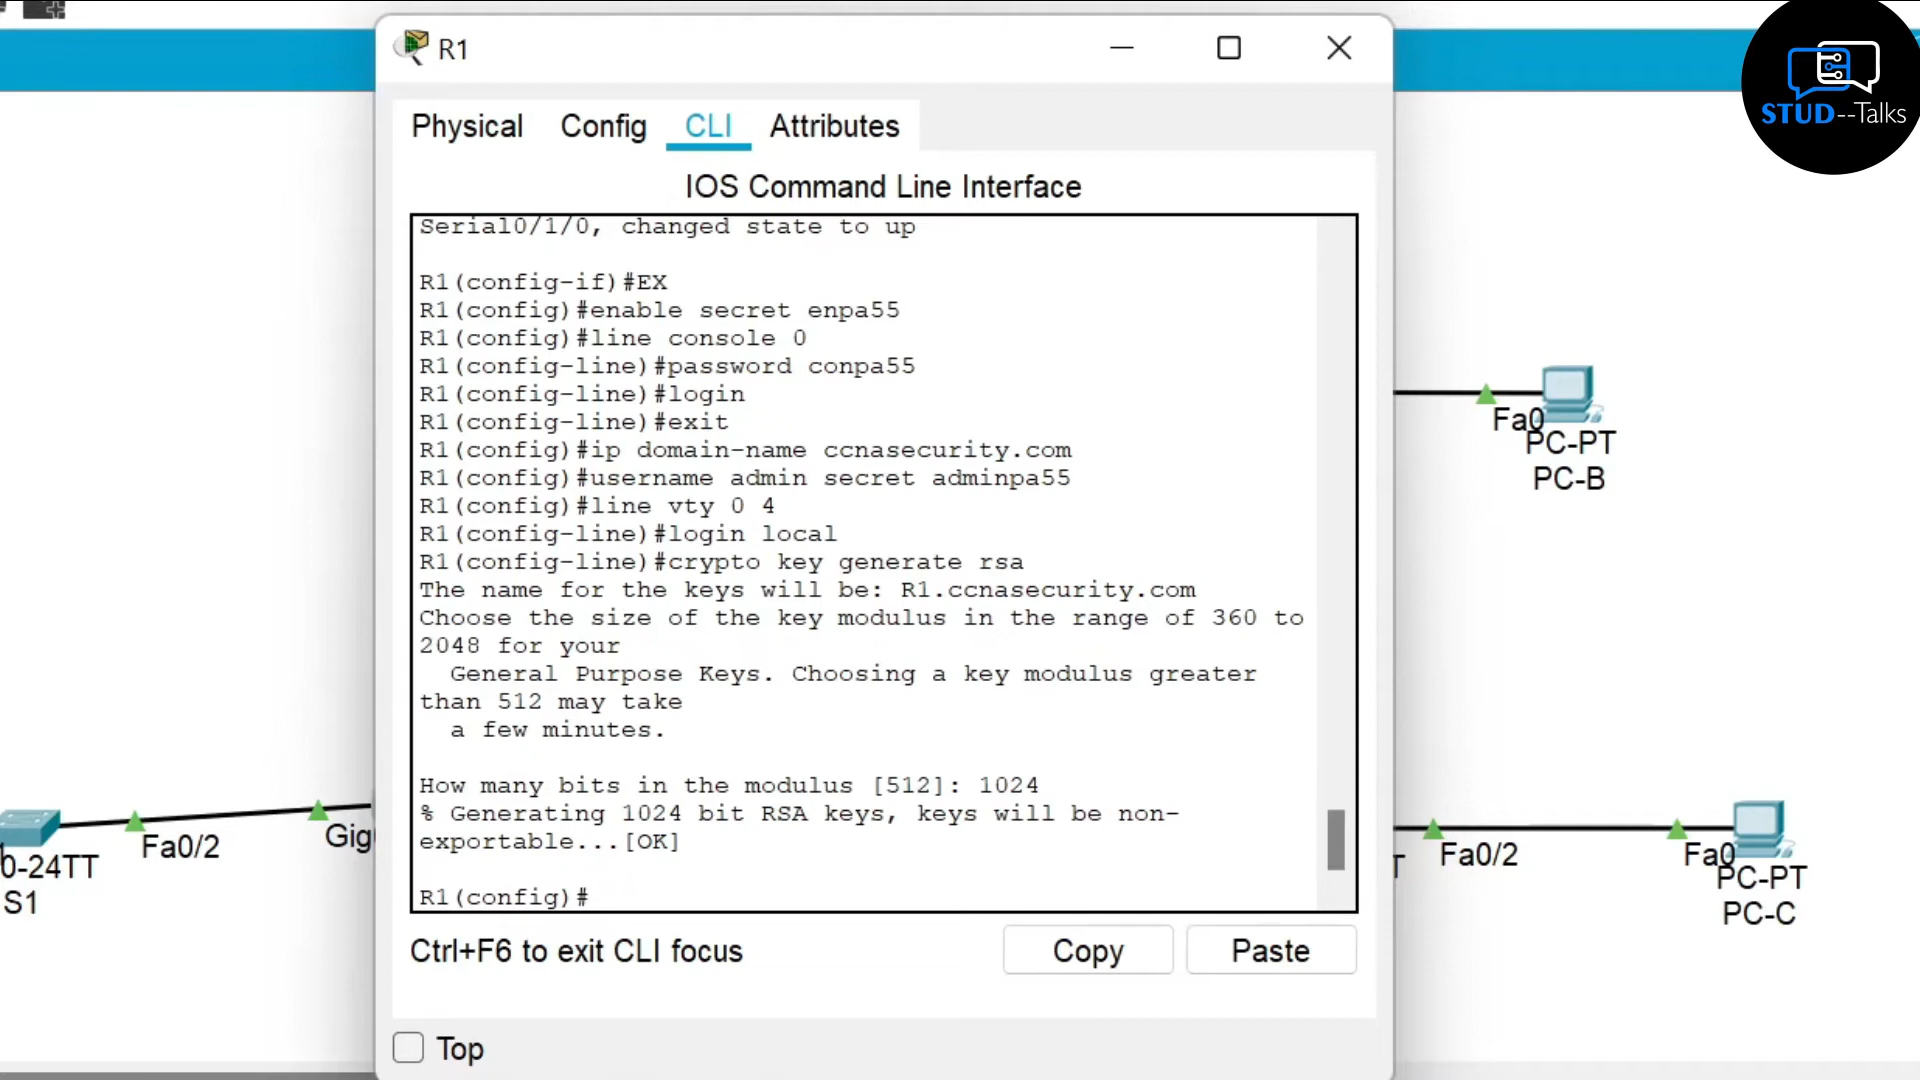 R1
STUD--Talks
Physical Config CLI Attributes
IOS Command Line Interface
Serial0/1/0, changed state to up
R1(config-if)#EX
R1(config)#enable secret enpa55
R1(config)#line console 0
R1(config-line)#password conpa55
R1(config-line)#login
R1(config-line)#exit
R1(config)#ip domain-name ccnasecurity.com
R1(config)#username admin secret adminpa55
R1(config)#line vty 0 4
R1(config-line)#login local
R1(config-line)#crypto key generate rsa
The name for the keys will be: R1.ccnasecurity.com
Choose the size of the key modulus in the range of 360 to
2048 for your
General Purpose Keys. Choosing a key modulus greater
than 512 may take
a few minutes.
How many bits in the modulus [512]: 1024
% Generating 1024 bit RSA keys, keys will be non-
exportable...[OK]
R1(config)#
Ctrl+F6 to exit CLI focus
Copy
Paste
Top
Fa0
PC-PT
PC-B
Fa0/2
Gig
0-24TT
S1
Fa0/2
Fa0
PC-PT
PC-C